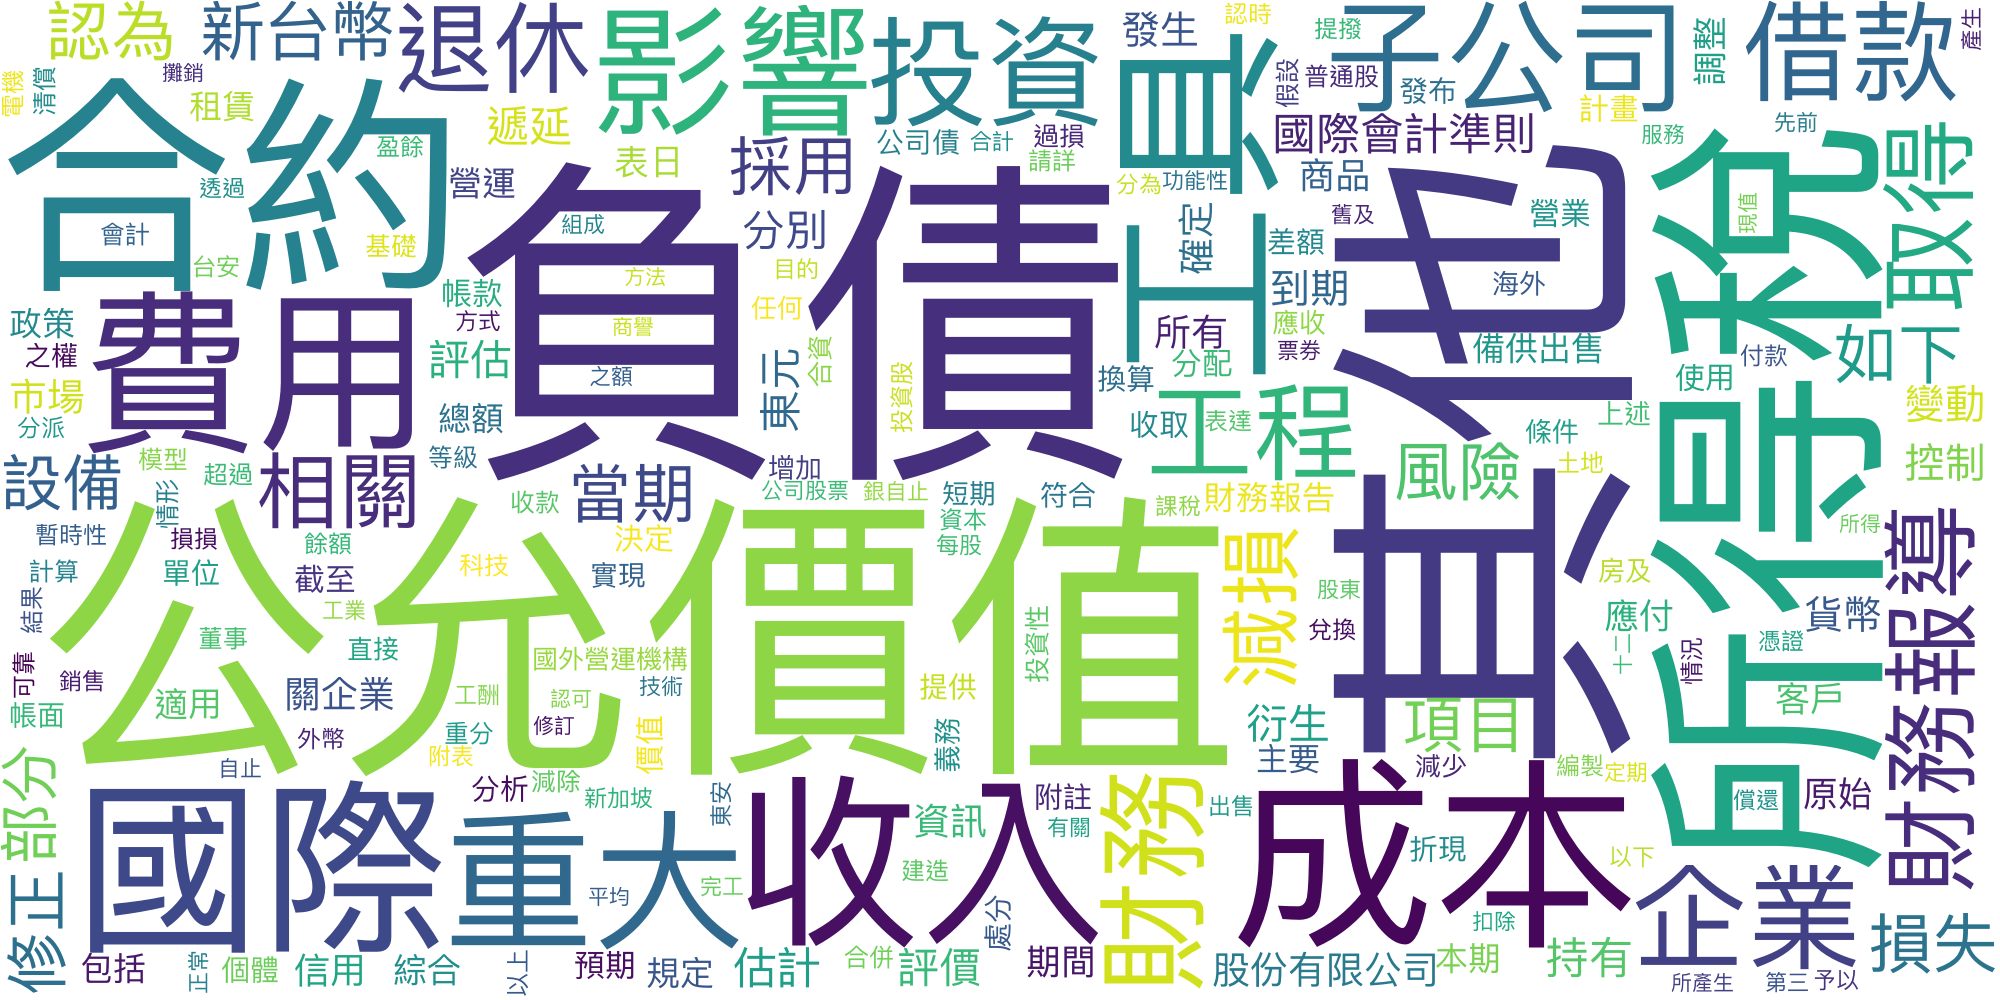 認為
新台幣
退休
影響
投資
發生
認時
提撥
子公司
調整
借款
產生
電機
清償
攤銷
租賃
遞延
合約
盈餘
透過
會計
台安
基礎
表日
營運
採用
分別
公司債
合計
過損
請詳
分為
功能性
具
假設
普通股
發布
計畫
國際會計準則
商品
服務
先前
舊及
營業
取得
現值
負債
組成
方法
商譽
之額
目的
任何
合資
東元
投資股
員工
確定
差額
到期
海外
其他
所得稅
如下
費用
政策
之權
市場
分派
帳款
方式
評估
總額
等級
所有
應收
票券
分配
換算
收取
表達
工程
備供出售
使用
付款
上述
變動
條件
土地
控制
設備
模型
超過
情形
相關
當期
增加
收款
公司股票
銀自止
短期
資本
每股
符合
課稅
財務報告
風險
所得
暫時性
損損
餘額
計算
單位
截至
科技
決定
實現
結果
工業
董事
直接
公允價值
國外營運機構
投資性
減損
股東
兌換
房及
應付
貨幣
憑證
十二
情況
財務報導
可靠
銷售
帳面
適用
關企業
工酬
認可
技術
提供
外幣
重分
修訂
價值
義務
衍生
主要
項目
客戶
減少
編製
定期
償還
原始
部分
自止
附表
分析
減除
新加坡
東安
附註
資訊
有關
財務
出售
折現
以下
修正
國際
重大
平均
完工
收入
建造
處分
成本
扣除
企業
損失
包括
正常
個體
信用
綜合
以上
預期
規定
估計
合併
評價
期間
股份有限公司
本期
持有
所產生
第三
予以